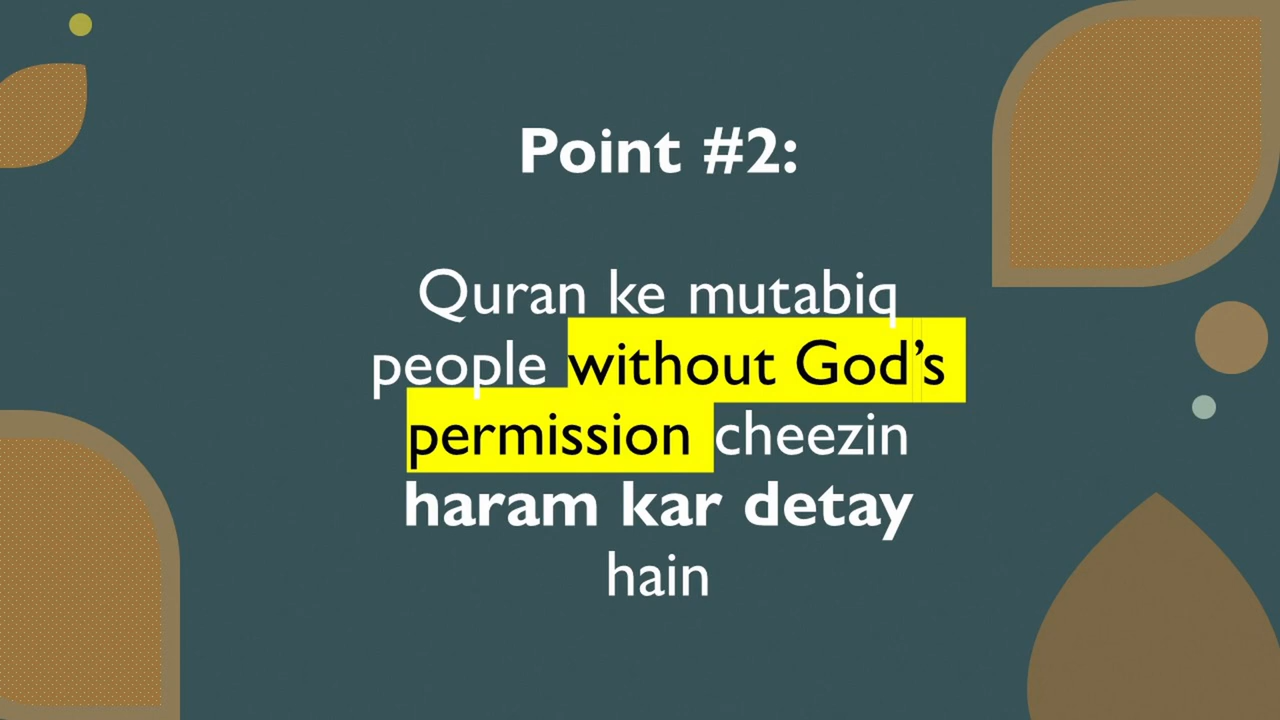 Point #2:
Quran ke mutabiq
people without God’s
permission cheezin
haram kar detay
hain